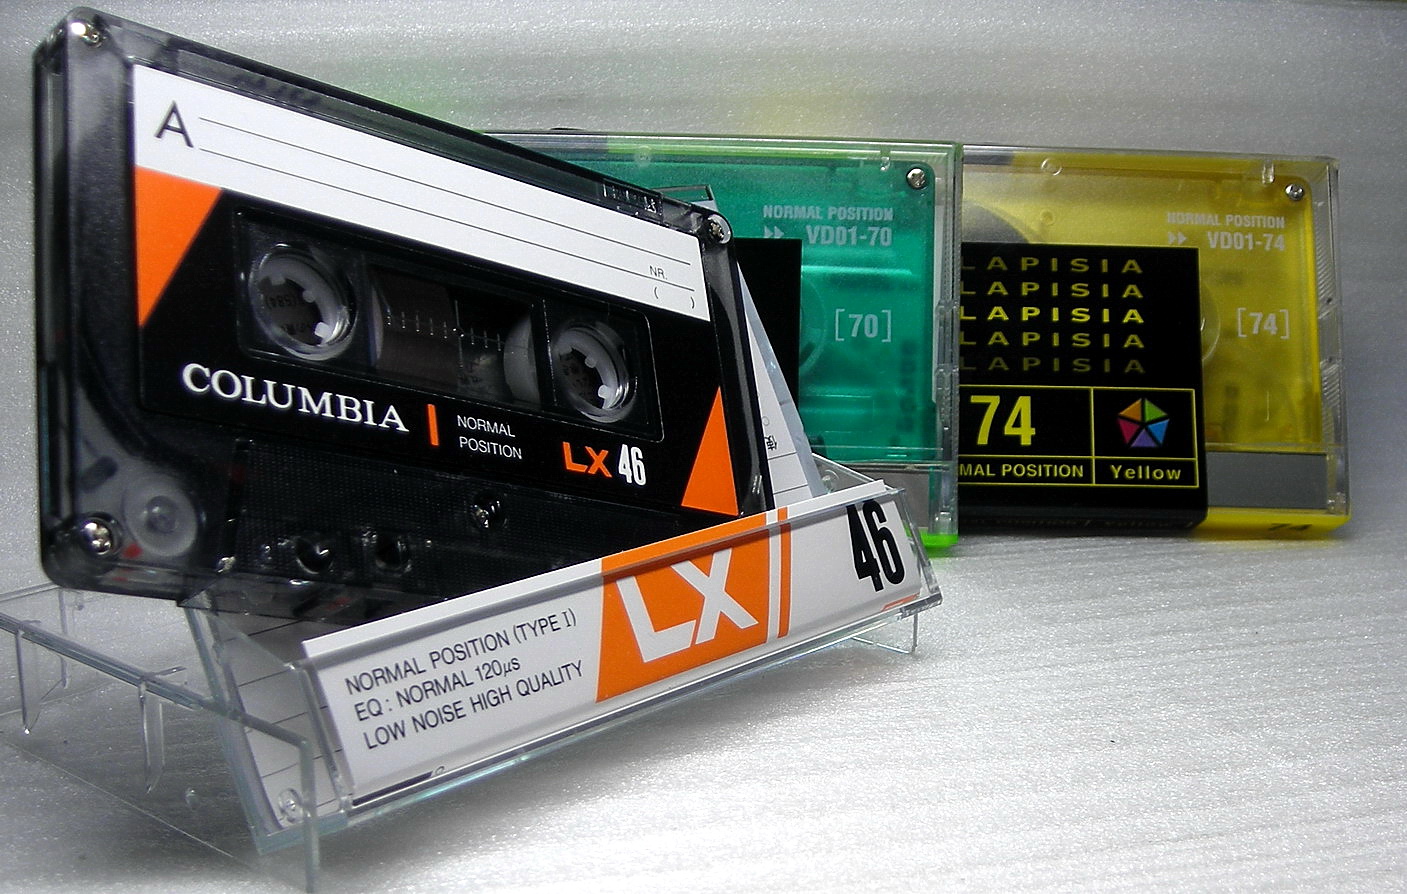 A
NR.
( )
COLUMBIA
NORMAL
POSITION
LX 46
LX
46
NORMAL POSITION (TYPE I)
EQ : NORMAL 120µs
LOW NOISE HIGH QUALITY
NORMAL POSITION
VD01-70
[70]
NORMAL POSITION
VD01-74
[74]
LAPISIA
LAPISIA
LAPISIA
LAPISIA
LAPISIA
74
MAL POSITION
Yellow
74